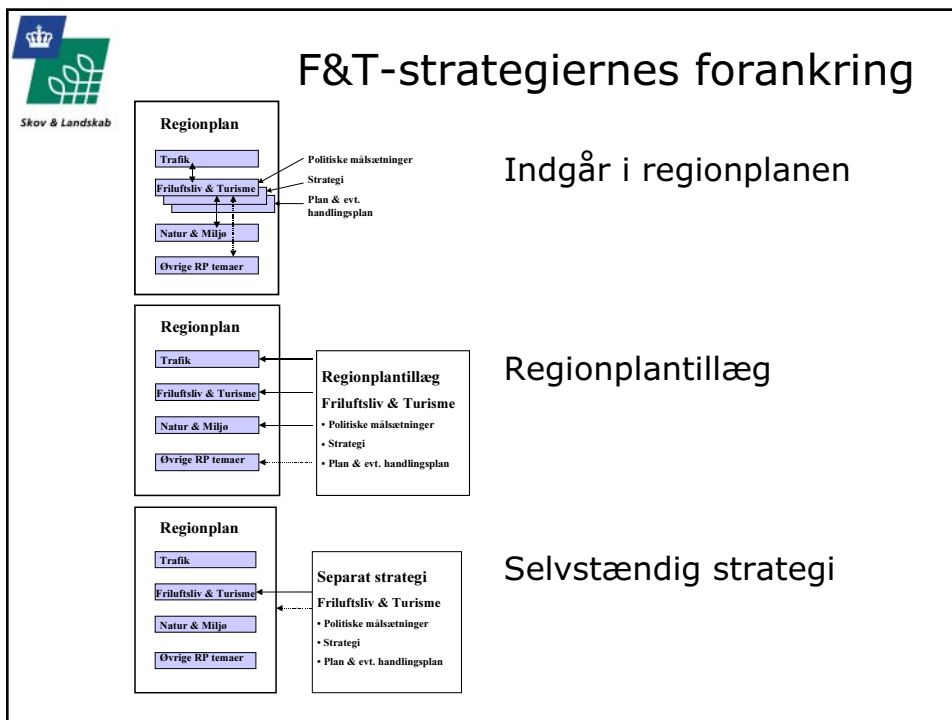 F&T-strategiernes forankring
Skov & Landskab
Regionplan
Trafik
Friluftsliv & Turisme
Natur & Miljø
Øvrige RP temaer
Politiske målsætninger
Strategi
Plan & evt.
handlingsplan
Indgår i regionplanen
Regionplan
Trafik
Friluftsliv & Turisme
Natur & Miljø
Øvrige RP temaer
Regionplantillæg
Friluftsliv & Turisme
• Politiske målsætninger
• Strategi
• Plan & evt. handlingsplan
Regionplantillæg
Regionplan
Trafik
Friluftsliv & Turisme
Natur & Miljø
Øvrige RP temaer
Separat strategi
Friluftsliv & Turisme
• Politiske målsætninger
• Strategi
• Plan & evt. handlingsplan
Selvstændig strategi